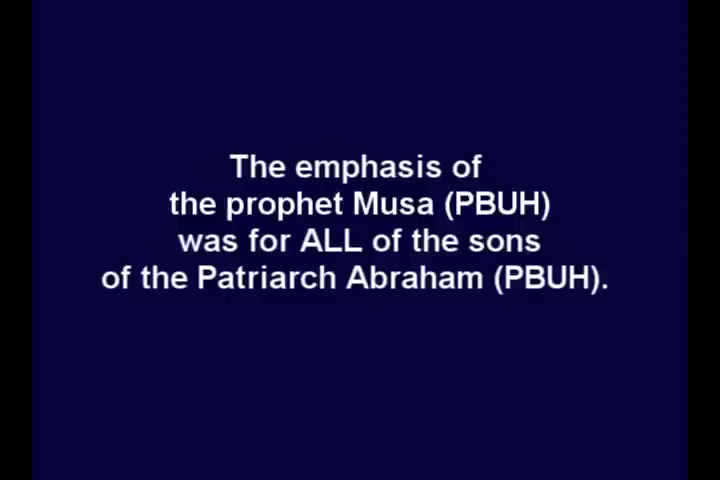 The emphasis of
the prophet Musa (PBUH)
was for ALL of the sons
of the Patriarch Abraham (PBUH).